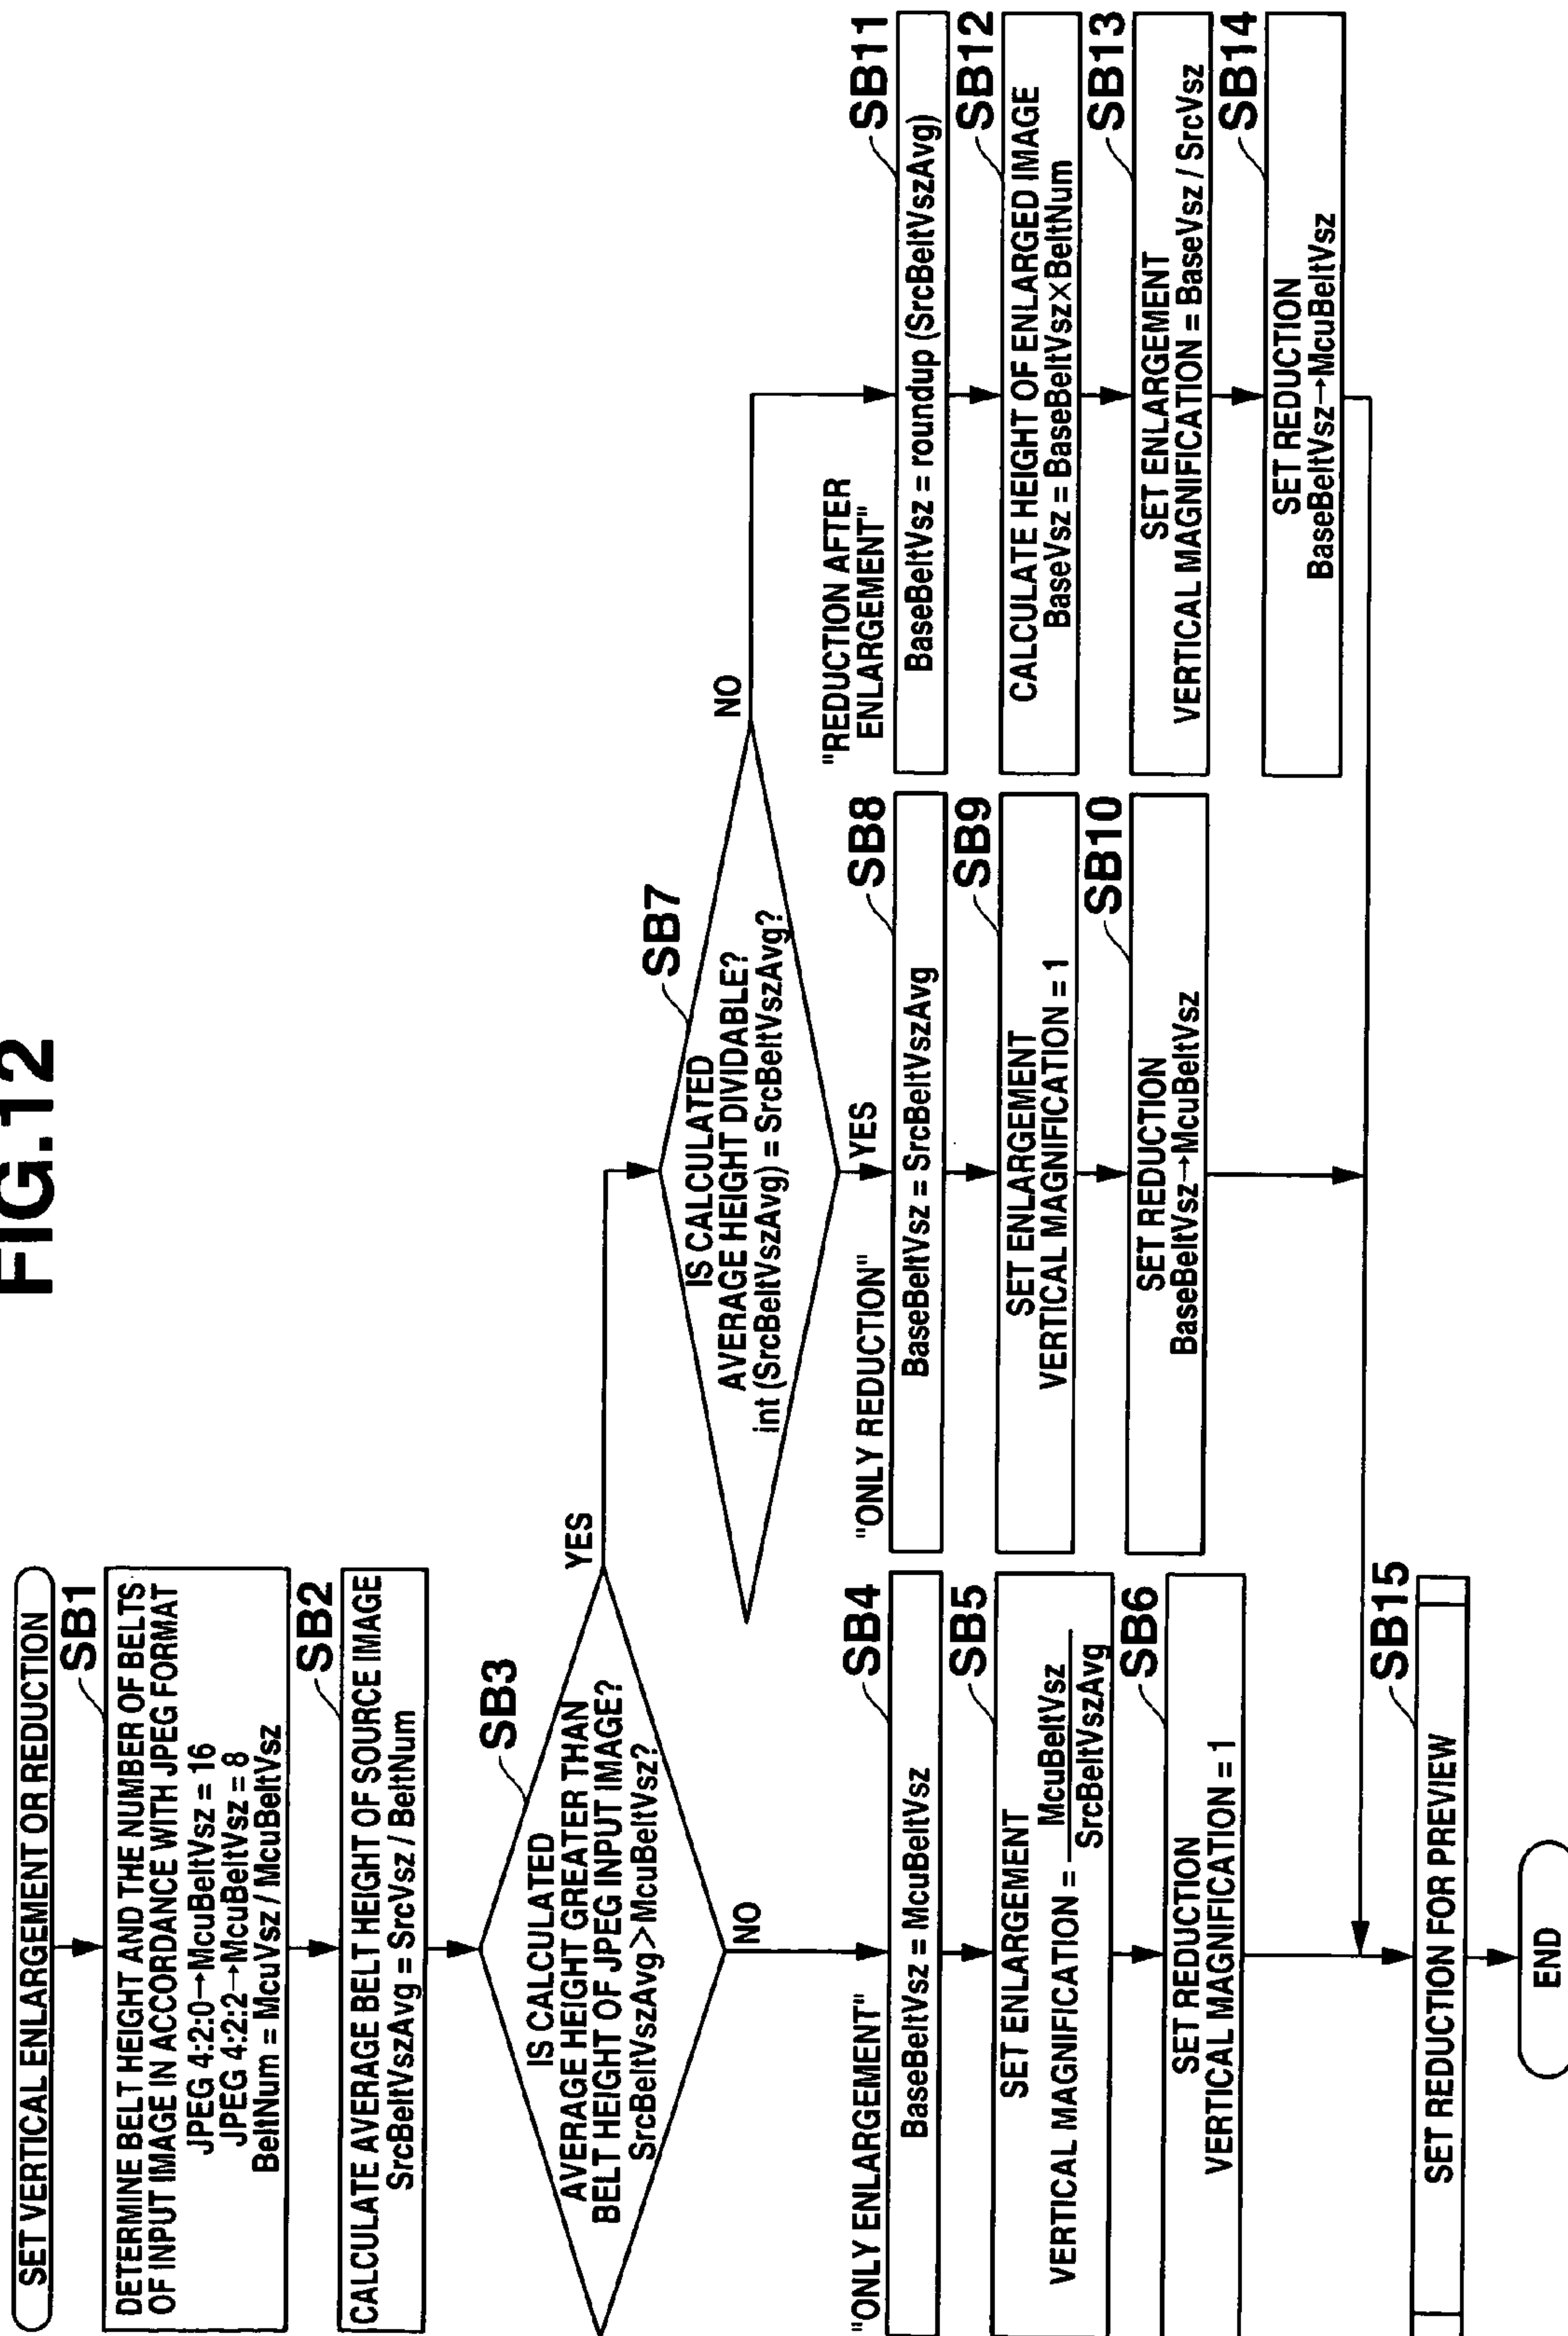 FIG.12
SET VERTICAL ENLARGEMENT OR REDUCTION
SB1
DETERMINE BELT HEIGHT AND THE NUMBER OF BELTS
OF INPUT IMAGE IN ACCORDANCE WITH JPEG FORMAT
JPEG 4:2:0→McuBeltVsz = 16
JPEG 4:2:2→McuBeltVsz = 8
BeltNum = McuVsz / McuBeltVsz
SB2
CALCULATE AVERAGE BELT HEIGHT OF SOURCE IMAGE
SrcBeltVszAvg = SrcVsz / BeltNum
SB3
IS CALCULATED
AVERAGE HEIGHT GREATER THAN
BELT HEIGHT OF JPEG INPUT IMAGE?
SrcBeltVszAvg>McuBeltVsz?
YES
NO
"ONLY ENLARGEMENT"
SB4
BaseBeltVsz = McuBeltVsz
SB5
SET ENLARGEMENT
VERTICAL MAGNIFICATION = McuBeltVsz
SrcBeltVszAvg
SB6
SET REDUCTION
VERTICAL MAGNIFICATION = 1
SB7
IS CALCULATED
AVERAGE HEIGHT DIVIDABLE?
int (SrcBeltVszAvg) = SrcBeltVszAvg?
YES
NO
"ONLY REDUCTION"
SB8
BaseBeltVsz = SrcBeltVszAvg
SB9
SET ENLARGEMENT
VERTICAL MAGNIFICATION = 1
SB10
SET REDUCTION
BaseBeltVsz→McuBeltVsz
"REDUCTION AFTER
ENLARGEMENT"
SB11
BaseBeltVsz = roundup (SrcBeltVszAvg)
SB12
CALCULATE HEIGHT OF ENLARGED IMAGE
BaseVsz = BaseBeltVsz×BeltNum
SB13
SET ENLARGEMENT
VERTICAL MAGNIFICATION = BaseVsz / SrcVsz
SB14
SET REDUCTION
BaseBeltVsz→McuBeltVsz
SB15
SET REDUCTION FOR PREVIEW
END